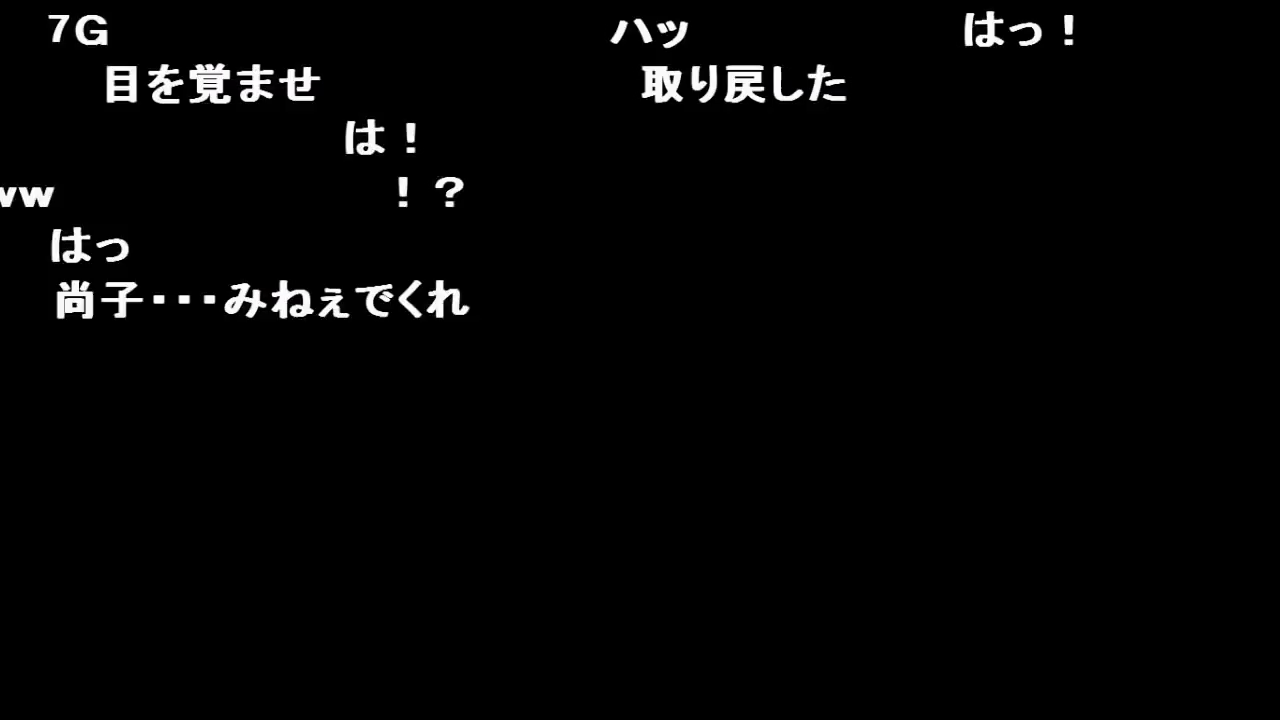 ７G ハッ はっ！
目を覚ませ 取り戻した
は！
ww ！？
はっ
尚子・・・みねぇでくれ